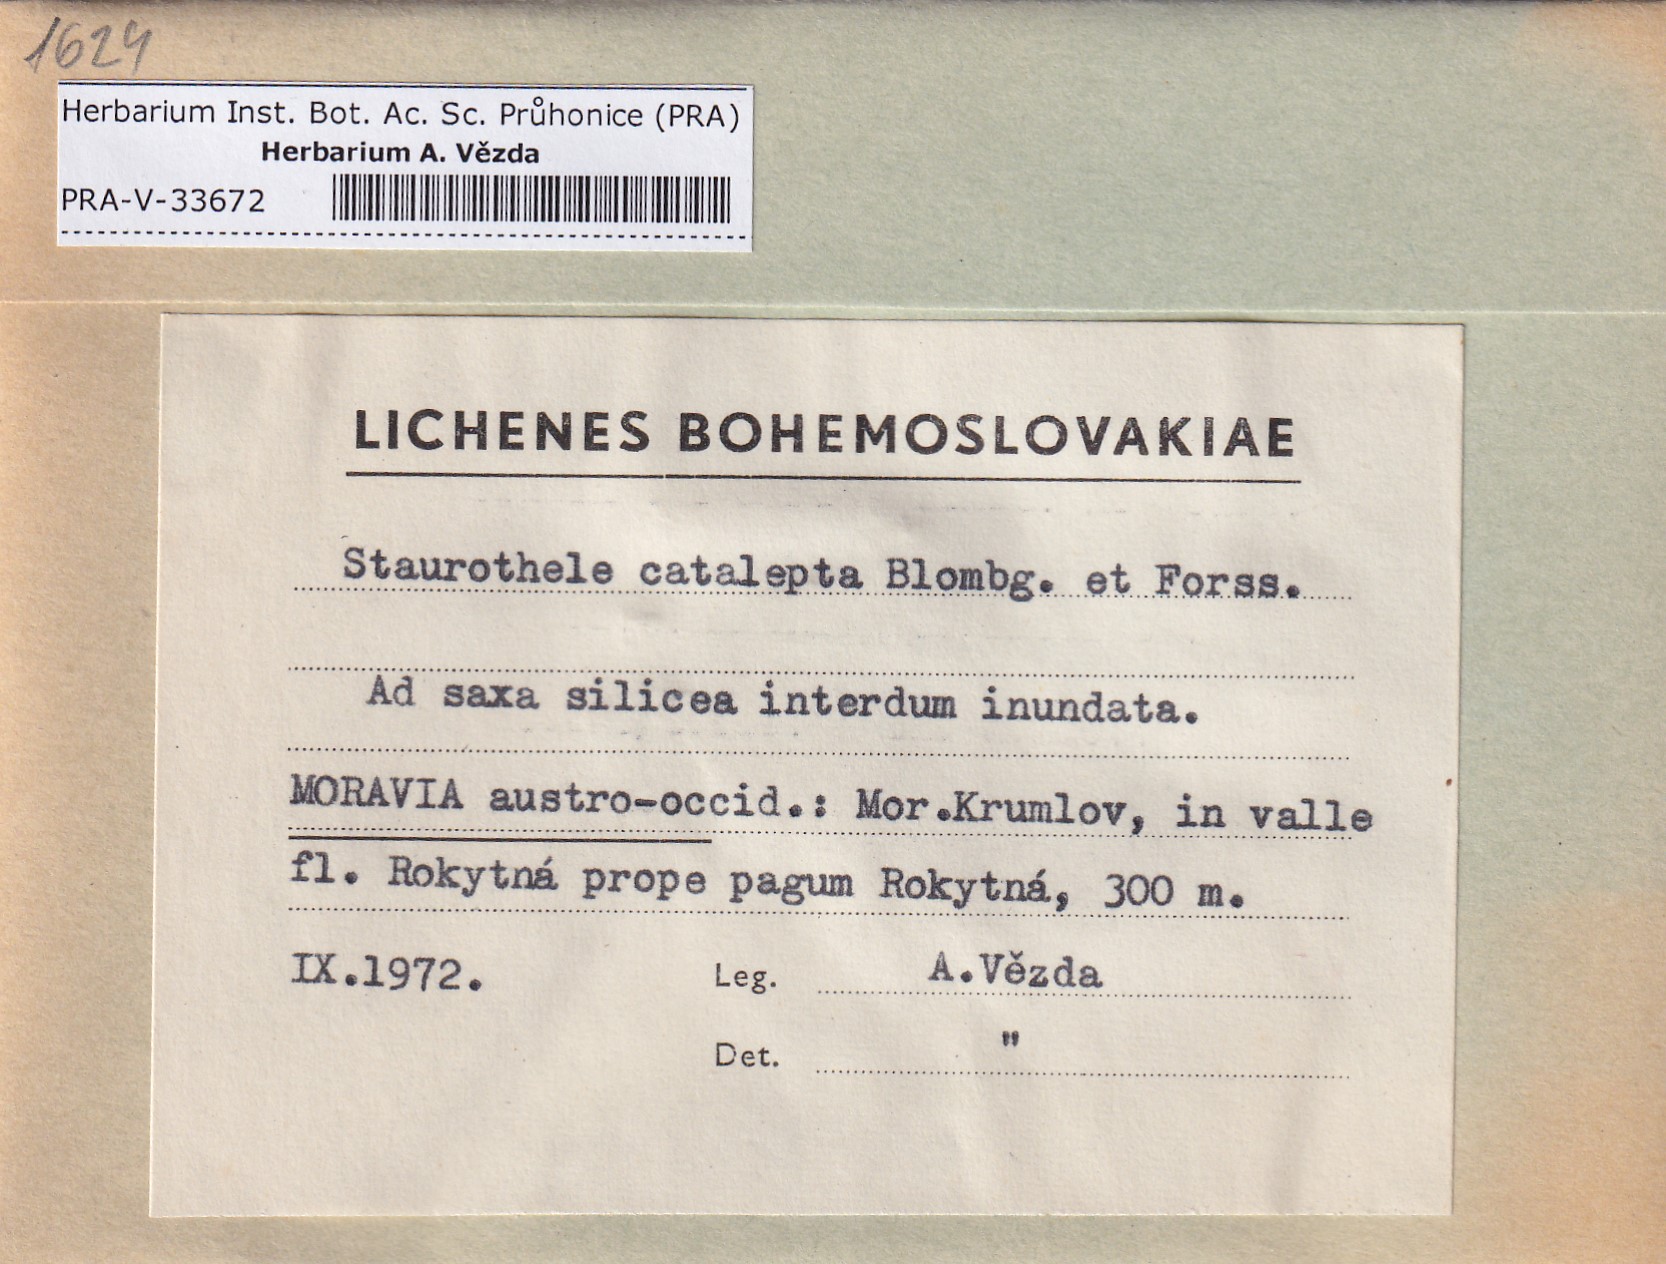 1624
Herbarium Inst. Bot. Ac. Sc. Průhonice (PRA)
Herbarium A. Vězda
PRA-V-33672
LICHENES BOHEMOSLOVAKIAE
Staurothele catalepta Blombg. et Forss.
Ad saxa silicea interdum inundata.
MORAVIA austro-occid.: Mor.Krumlov, in valle
fl. Rokytná prope pagum Rokytná, 300 m.
IX.1972. Leg. A.Vězda
Det. "